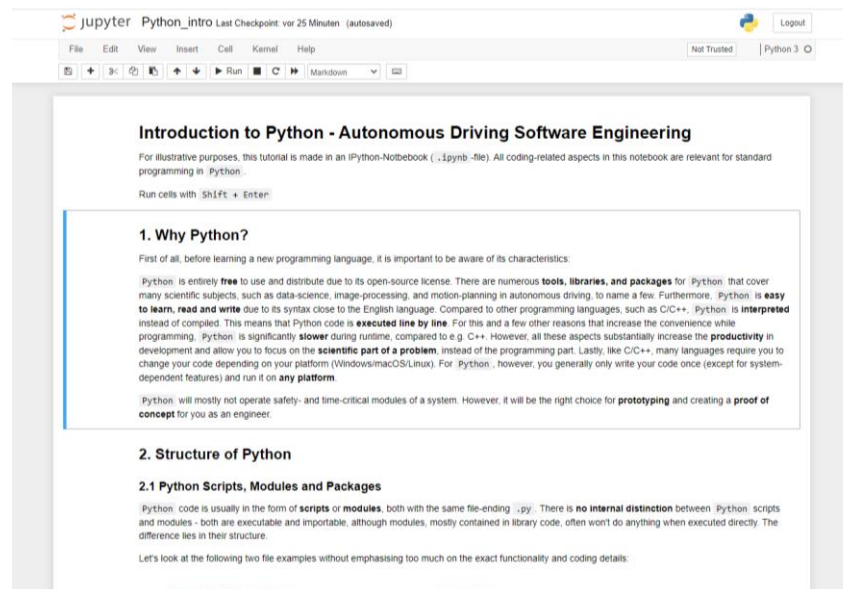 jupyter Python_intro Last Checkpoint: vor 25 Minuten (autosaved)
Logout
File Edit View Insert Cell Kernel Help
Not Trusted Python 3
Run Markdown
Introduction to Python - Autonomous Driving Software Engineering
For illustrative purposes, this tutorial is made in an IPython-Notbebook ( .ipynb -file). All coding-related aspects in this notebook are relevant for standard
programming in Python .
Run cells with Shift + Enter
1. Why Python?
First of all, before learning a new programming language, it is important to be aware of its characteristics:
Python is entirely free to use and distribute due to its open-source license. There are numerous tools, libraries, and packages for Python that cover
many scientific subjects, such as data-science, image-processing, and motion-planning in autonomous driving, to name a few. Furthermore, Python is easy
to learn, read and write due to its syntax close to the English language. Compared to other programming languages, such as C/C++, Python is interpreted
instead of compiled. This means that Python code is executed line by line. For this and a few other reasons that increase the convenience while
programming, Python is significantly slower during runtime, compared to e.g. C++. However, all these aspects substantially increase the productivity in
development and allow you to focus on the scientific part of a problem, instead of the programming part. Lastly, like C/C++, many languages require you to
change your code depending on your platform (Windows/macOS/Linux). For Python , however, you generally only write your code once (except for system-
dependent features) and run it on any platform.
Python will mostly not operate safety- and time-critical modules of a system. However, it will be the right choice for prototyping and creating a proof of
concept for you as an engineer.
2. Structure of Python
2.1 Python Scripts, Modules and Packages
Python code is usually in the form of scripts or modules, both with the same file-ending .py . There is no internal distinction between Python scripts
and modules - both are executable and importable, although modules, mostly contained in library code, often won't do anything when executed directly. The
difference lies in their structure.
Let's look at the following two file examples without emphasising too much on the exact functionality and coding details: